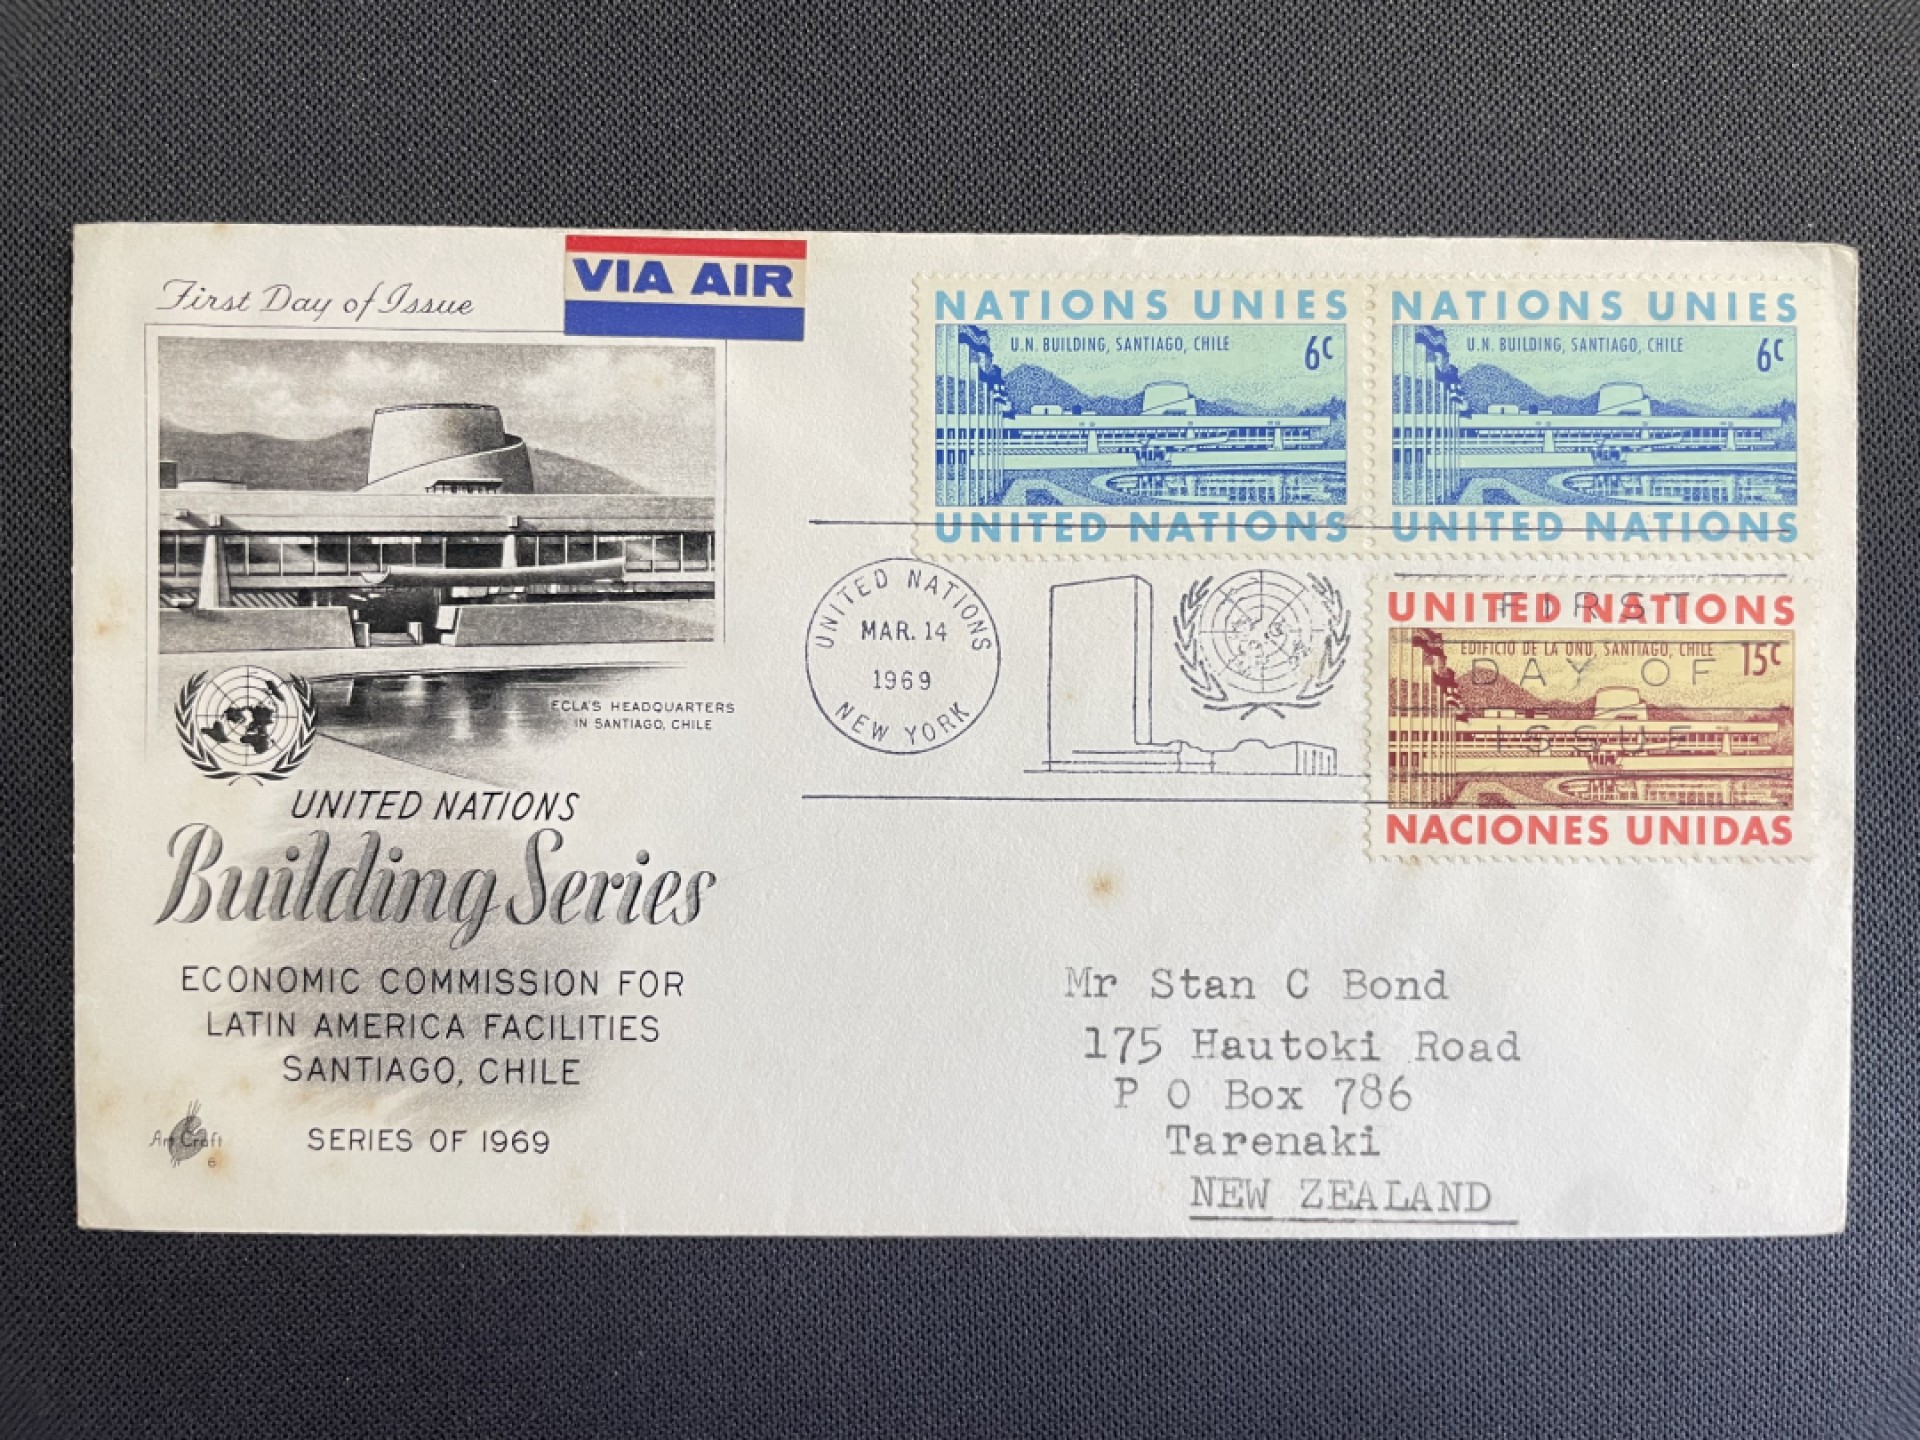 First Day of Issue
VIA AIR
ECLA'S HEADQUARTERS
IN SANTIAGO, CHILE
UNITED NATIONS
Building Series
ECONOMIC COMMISSION FOR
LATIN AMERICA FACILITIES
SANTIAGO, CHILE
SERIES OF 1969
Art Craft
6
NATIONS UNIES
U.N. BUILDING, SANTIAGO, CHILE 6c
UNITED NATIONS
NATIONS UNIES
U.N. BUILDING, SANTIAGO, CHILE 6c
UNITED NATIONS
UNITED NATIONS
MAR. 14
1969
NEW YORK
UNITED NATIONS
EDIFICIO DE LA ONU, SANTIAGO, CHILE 15c
NACIONES UNIDAS
FIRST
DAY OF
ISSUE
Mr Stan C Bond
175 Hautoki Road
P O Box 786
Tarenaki
NEW ZEALAND